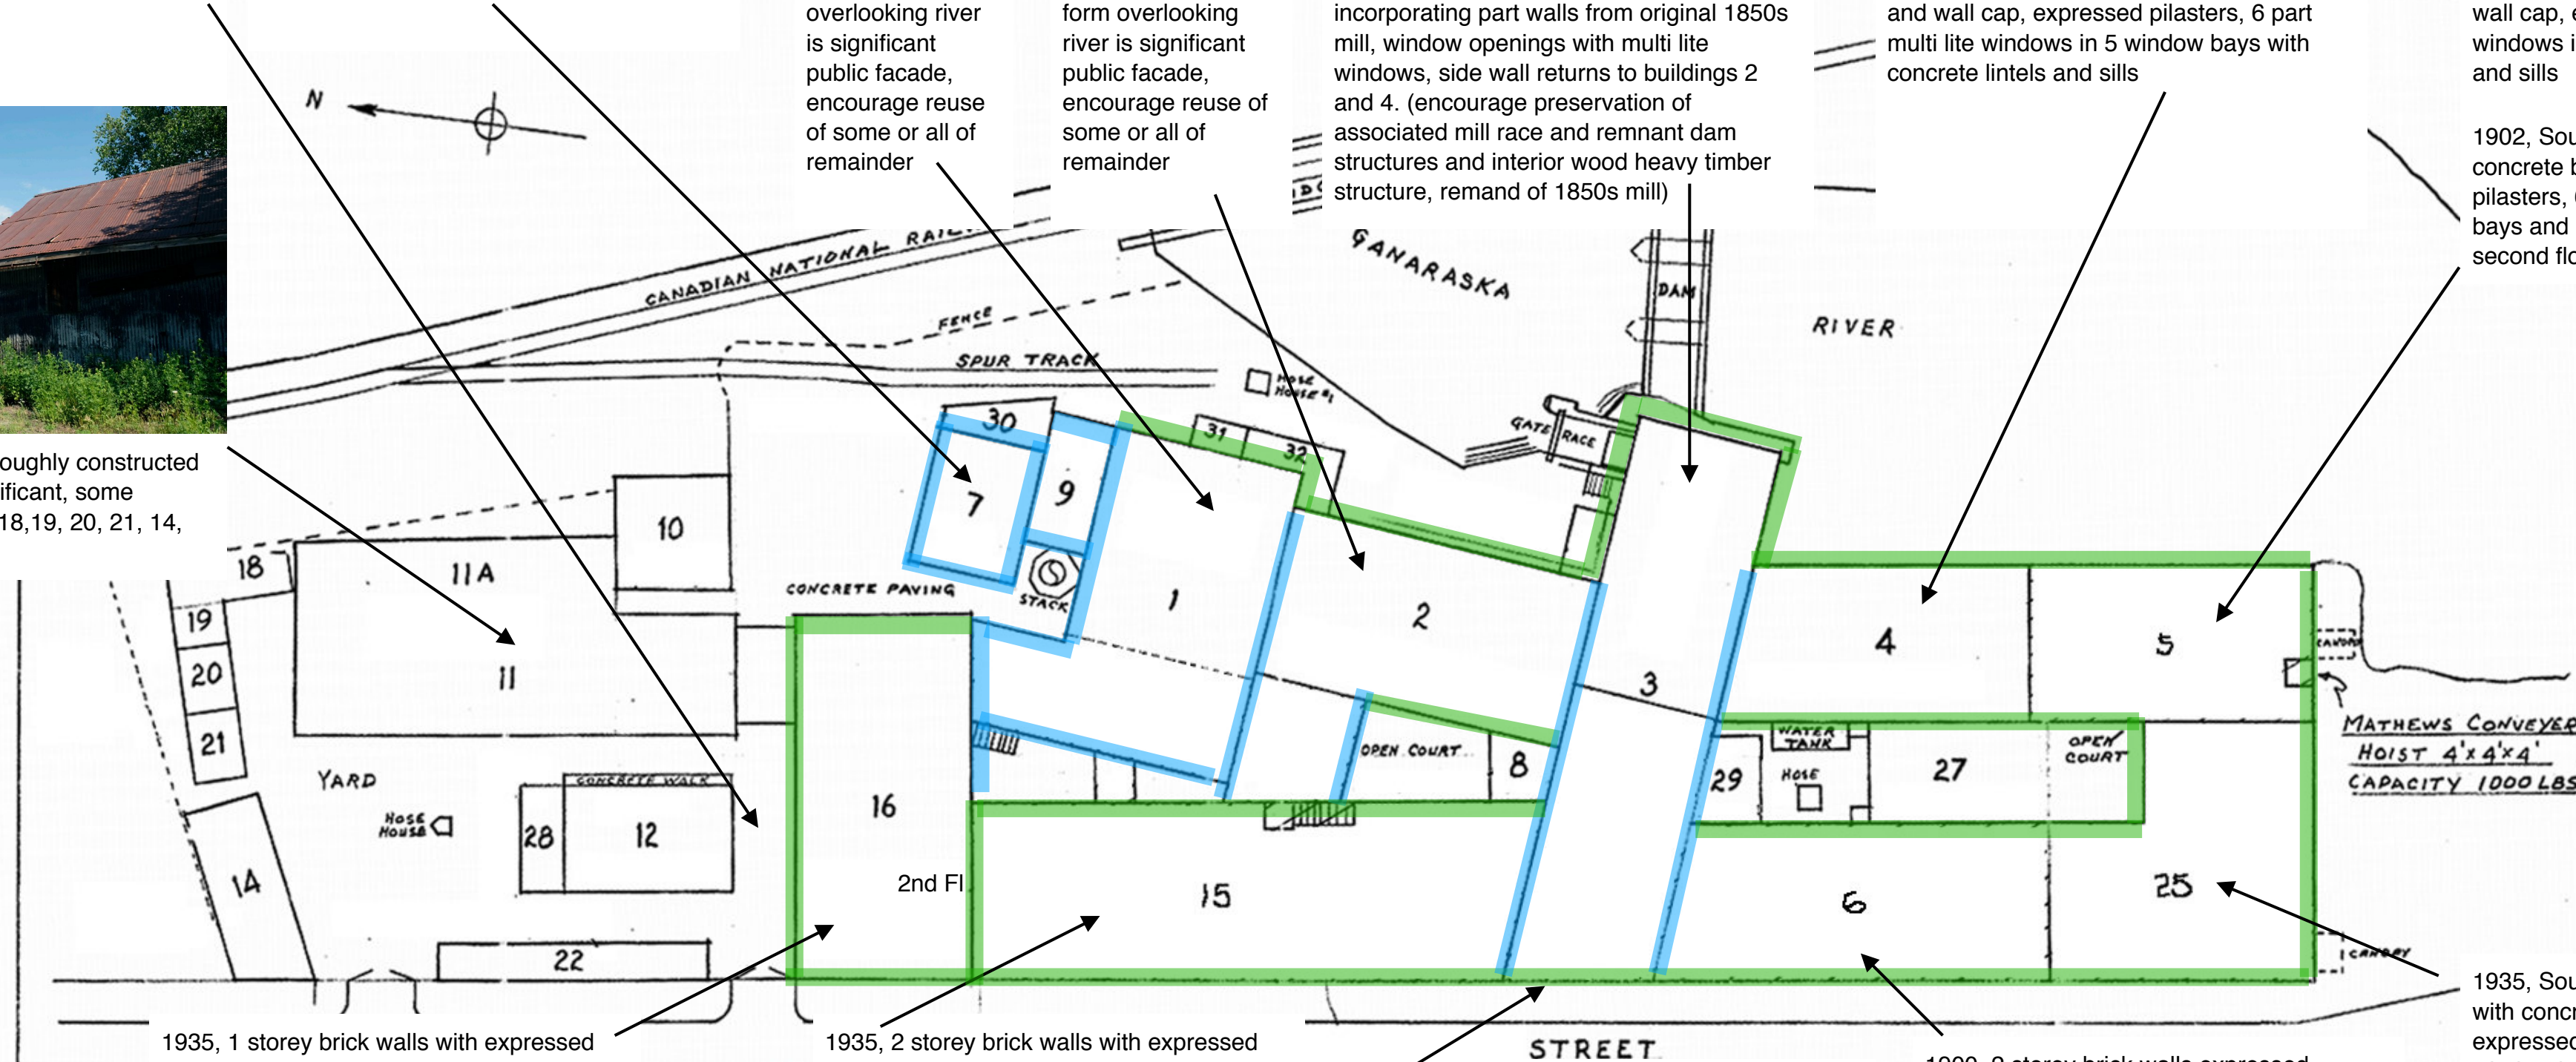 overlooking river
is significant
public facade,
encourage reuse
of some or all of
remainder
form overlooking
river is significant
public facade,
encourage reuse of
some or all of
remainder
incorporating part walls from original 1850s
mill, window openings with multi lite
windows, side wall returns to buildings 2
and 4. (encourage preservation of
associated mill race and remnant dam
structures and interior wood heavy timber
structure, remand of 1850s mill)
and wall cap, expressed pilasters, 6 part
multi lite windows in 5 window bays with
concrete lintels and sills
wall cap,
windows
and sills
1902,
concrete
pilasters,
bays and
second
N
CANADIAN NATIONAL
FENCE
SPUR TRACK
GANARASKA
RIVER
DAM
HOSE
HOUSE #1
GATE
RACE
oughly constructed
ificant, some
18,19, 20, 21, 14,
30
31
32
7
9
10
11A
18
19
20
21
11
CONCRETE PAVING
STACK
1
2
3
4
5
CANOPY
MATHEWS CONVEYER
HOIST 4'x4'x4'
CAPACITY 1000 LBS
WATER
TANK
OPEN
COURT
OPEN COURT
8
29
HOSE
27
YARD
CONCRETE WALK
HOSE
HOUSE
28
12
14
16
2nd Fl
15
6
25
CANOPY
22
1935, 1 storey brick walls with expressed
1935, 2 storey brick walls with expressed
STREET
1935,
with
expressed